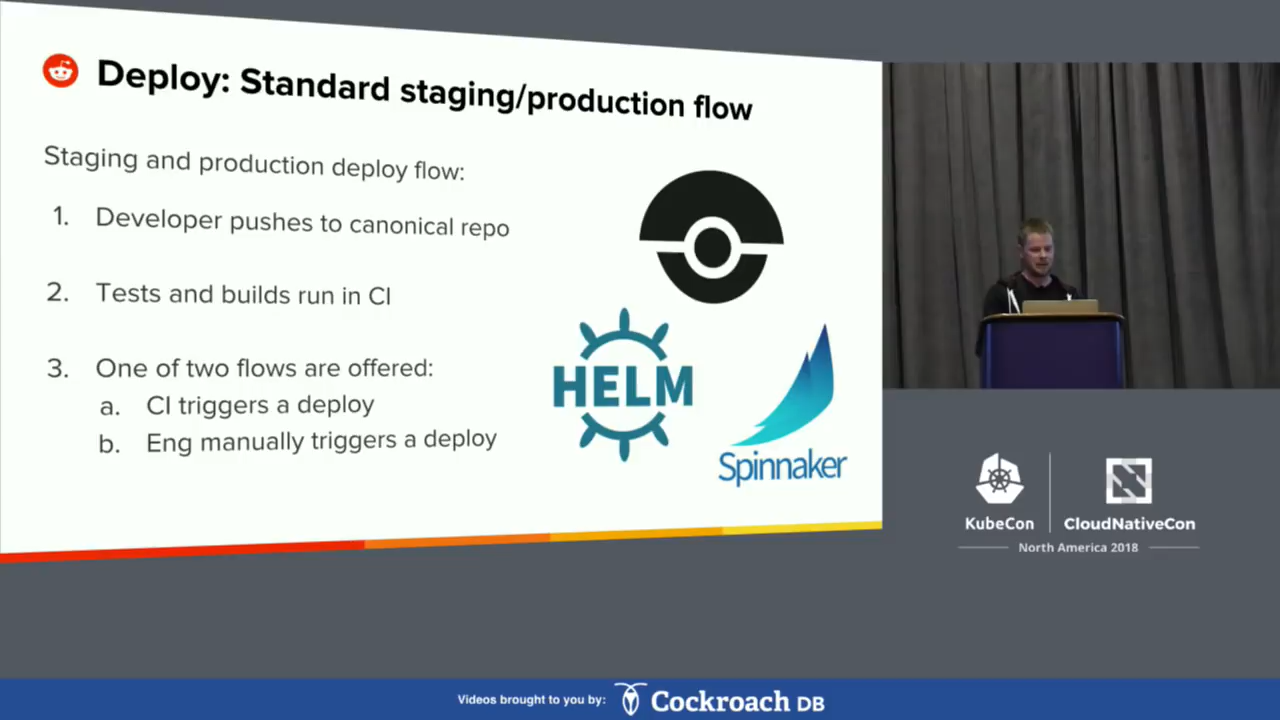 Deploy: Standard staging/production flow
Staging and production deploy flow:
1. Developer pushes to canonical repo
2. Tests and builds run in CI
3. One of two flows are offered:
a. CI triggers a deploy
b. Eng manually triggers a deploy
HELM
Spinnaker
KubeCon
CloudNativeCon
North America 2018
Videos brought to you by: Cockroach DB